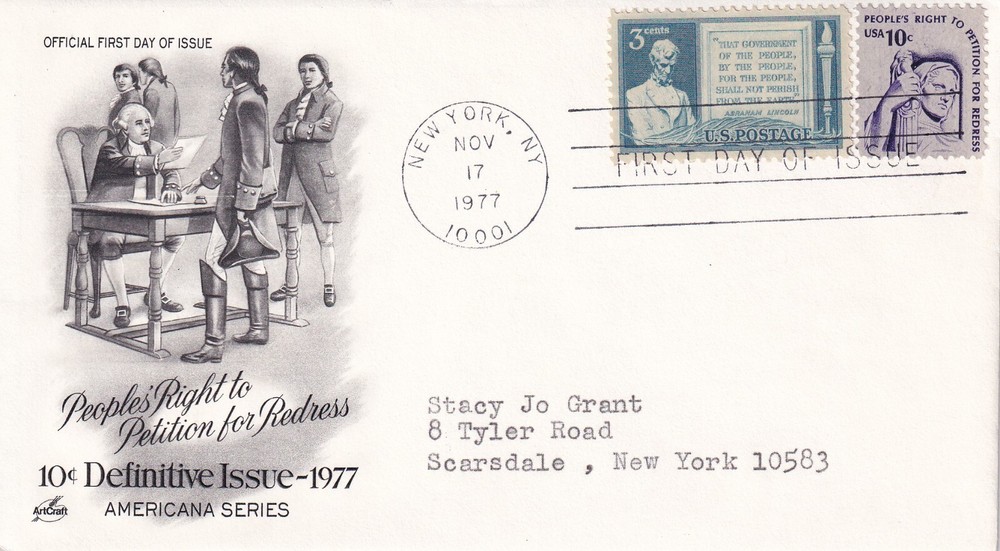 OFFICIAL FIRST DAY OF ISSUE
3 cents
"THAT GOVERNMENT
OF THE PEOPLE,
BY THE PEOPLE,
FOR THE PEOPLE,
SHALL NOT PERISH
FROM THE EARTH."
ABRAHAM LINCOLN
U.S. POSTAGE
PEOPLE'S RIGHT TO PETITION FOR REDRESS
USA 10c
NEW YORK, NY
NOV
17
1977
10001
FIRST DAY OF ISSUE
People's Right to
Petition for Redress
10¢ Definitive Issue-1977
ArtCraft
AMERICANA SERIES
Stacy Jo Grant
8 Tyler Road
Scarsdale , New York 10583